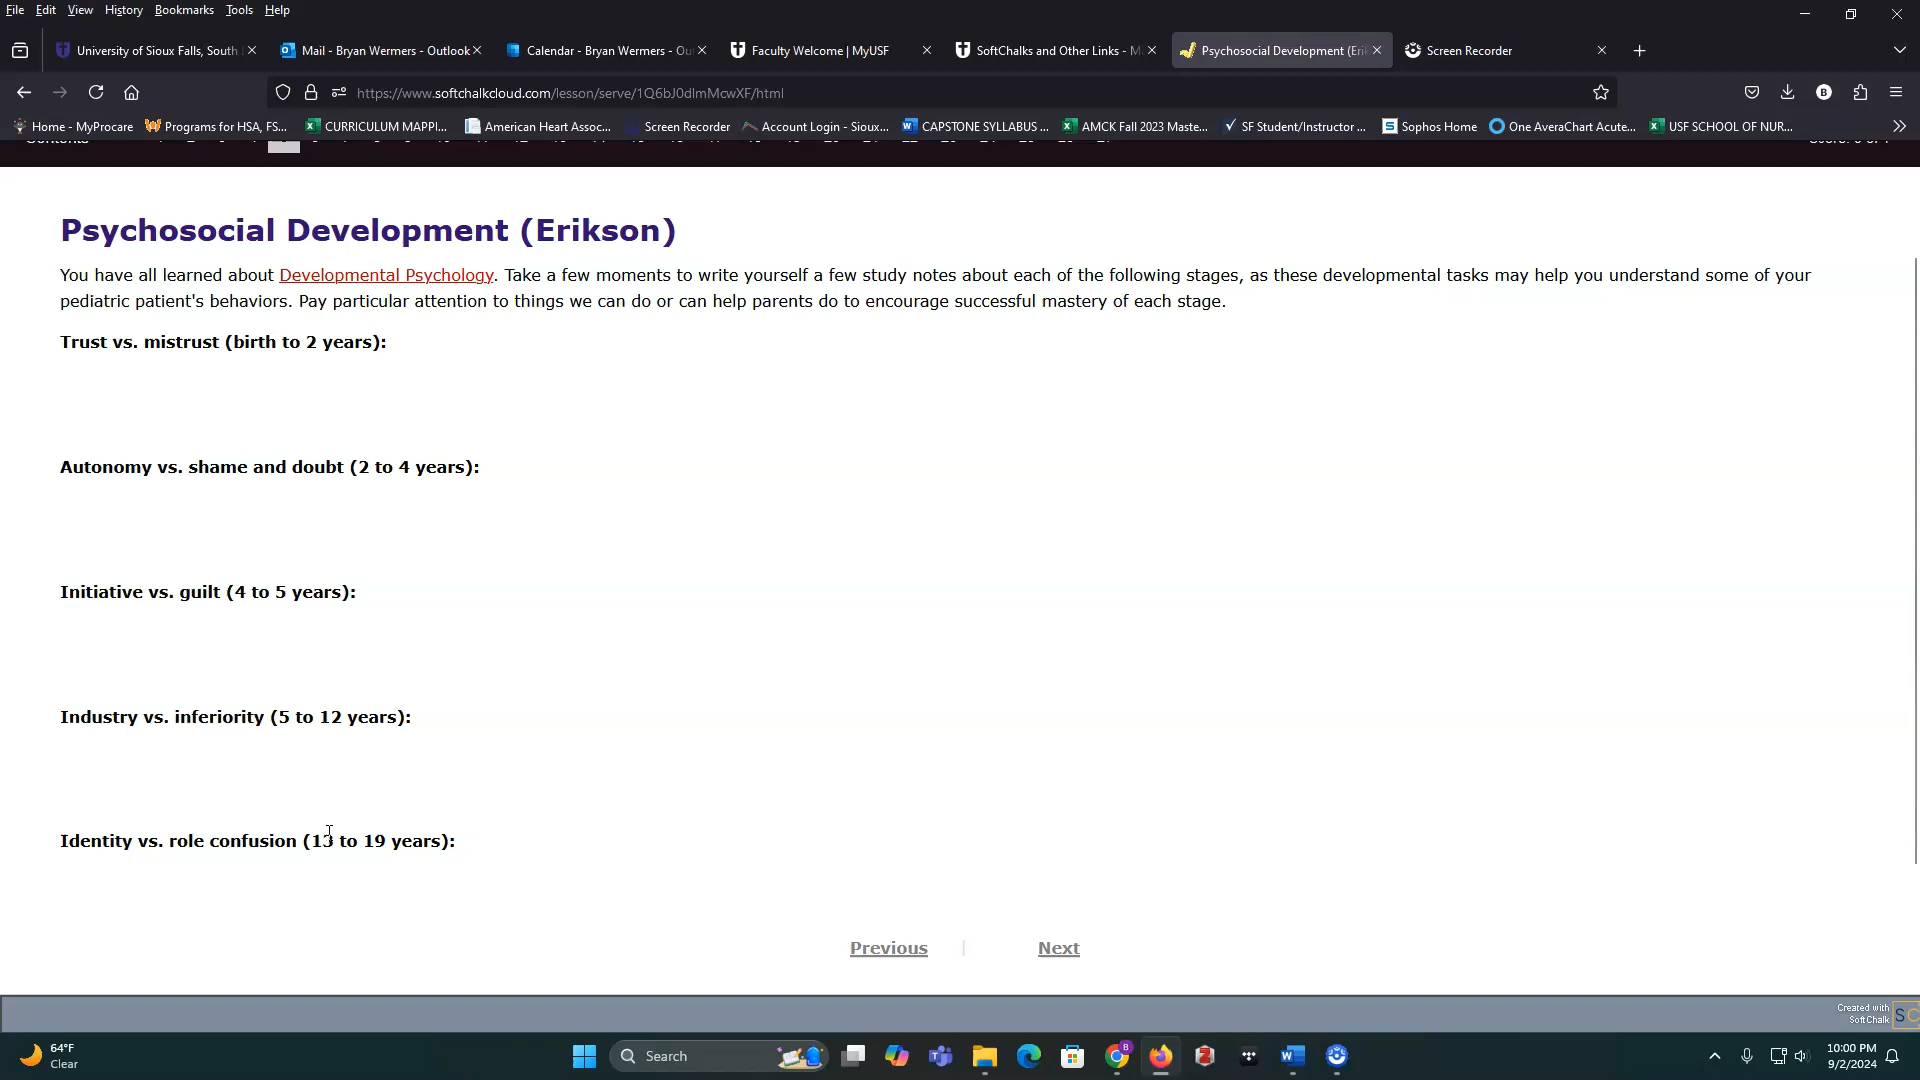 File Edit View History Bookmarks Tools Help
University of Sioux Falls, South Mail - Bryan Wermers - Outlook Calendar - Bryan Wermers - Ou Faculty Welcome | MyUSF SoftChalks and Other Links - M Psychosocial Development (Erik Screen Recorder
https://www.softchalkcloud.com/lesson/serve/1Q6bJ0dlmMcwXF/html
Home - MyProcare Programs for HSA, FS... CURRICULUM MAPPI... American Heart Assoc... Screen Recorder Account Login - Sioux... CAPSTONE SYLLABUS ... AMCK Fall 2023 Maste... SF Student/Instructor ... Sophos Home One AveraChart Acute... USF SCHOOL OF NUR...
Psychosocial Development (Erikson)
You have all learned about Developmental Psychology. Take a few moments to write yourself a few study notes about each of the following stages, as these developmental tasks may help you understand some of your
pediatric patient's behaviors. Pay particular attention to things we can do or can help parents do to encourage successful mastery of each stage.
Trust vs. mistrust (birth to 2 years):
Autonomy vs. shame and doubt (2 to 4 years):
Initiative vs. guilt (4 to 5 years):
Industry vs. inferiority (5 to 12 years):
Identity vs. role confusion (13 to 19 years):
Previous | Next
Created with
SoftChalk SC
64°F
Clear
Search
10:00 PM
9/2/2024